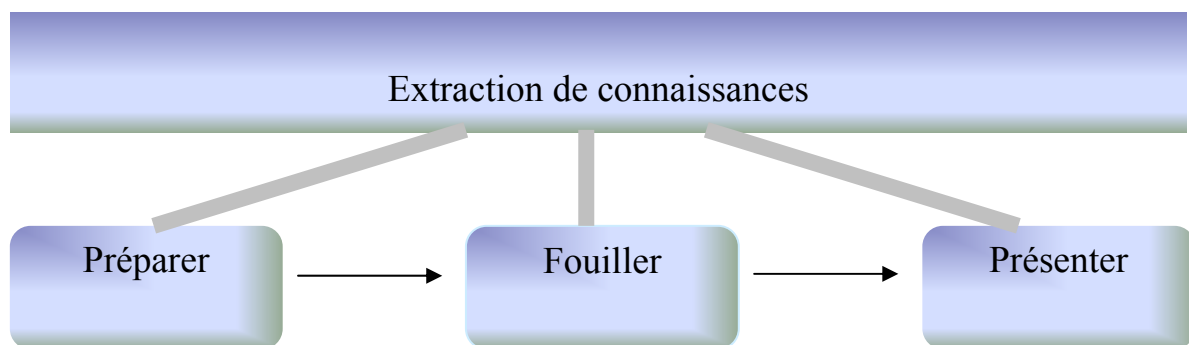 Extraction de connaissances
Préparer
Fouiller
Présenter